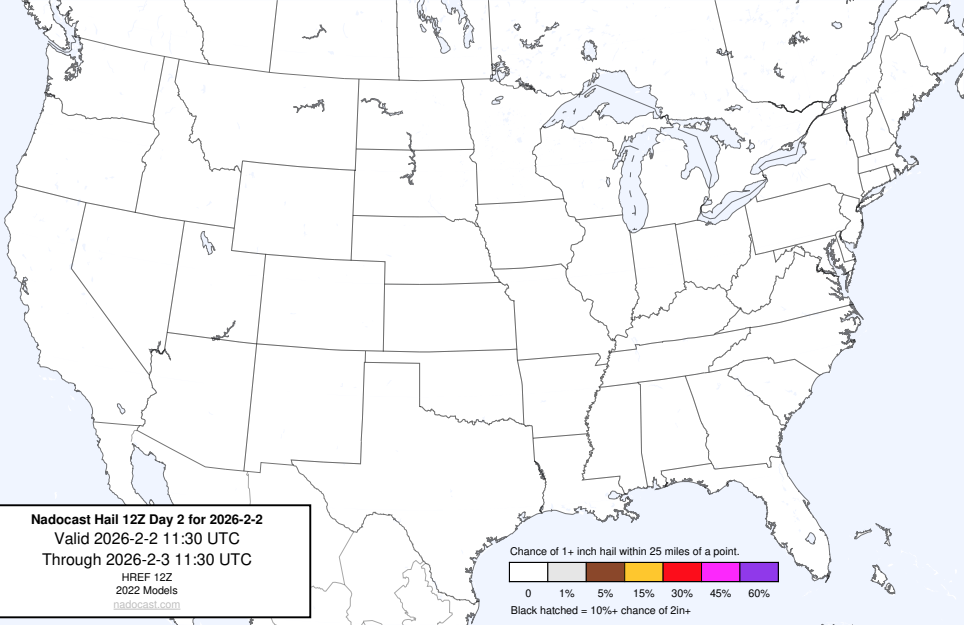 Nadocast Hail 12Z Day 2 for 2026-2-2
Valid 2026-2-2 11:30 UTC
Through 2026-2-3 11:30 UTC
HREF 12Z
2022 Models
nadocast.com
Chance of 1+ inch hail within 25 miles of a point.
0 1% 5% 15% 30% 45% 60%
Black hatched = 10%+ chance of 2in+